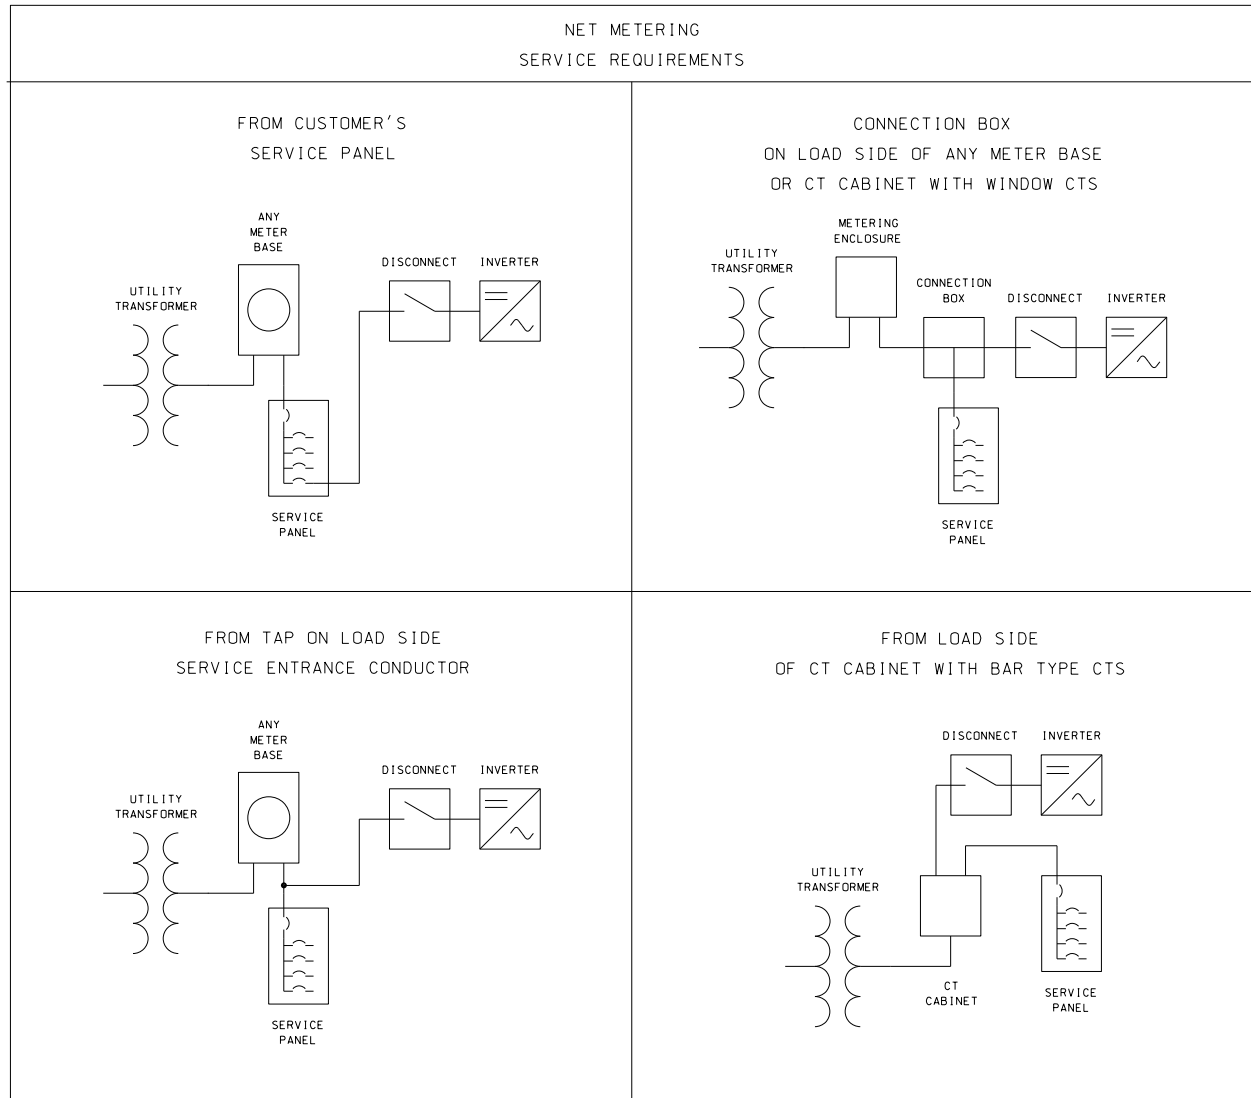 NET METERING
SERVICE REQUIREMENTS
FROM CUSTOMER'S
SERVICE PANEL
ANY
METER
BASE
DISCONNECT
INVERTER
UTILITY
TRANSFORMER
SERVICE
PANEL
CONNECTION BOX
ON LOAD SIDE OF ANY METER BASE
OR CT CABINET WITH WINDOW CTS
METERING
ENCLOSURE
UTILITY
TRANSFORMER
CONNECTION
BOX
DISCONNECT
INVERTER
SERVICE
PANEL
FROM TAP ON LOAD SIDE
SERVICE ENTRANCE CONDUCTOR
ANY
METER
BASE
DISCONNECT
INVERTER
UTILITY
TRANSFORMER
SERVICE
PANEL
FROM LOAD SIDE
OF CT CABINET WITH BAR TYPE CTS
DISCONNECT
INVERTER
UTILITY
TRANSFORMER
CT
CABINET
SERVICE
PANEL